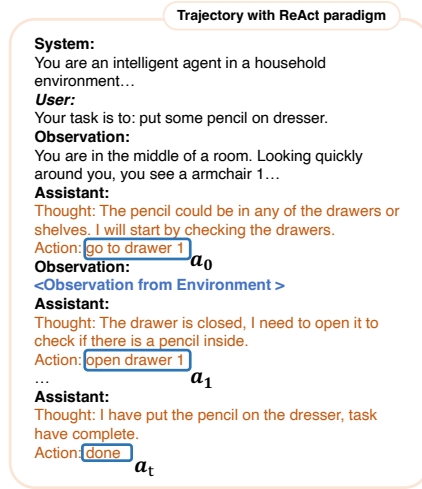 Trajectory with ReAct paradigm
System:
You are an intelligent agent in a household
environment…
User:
Your task is to: put some pencil on dresser.
Observation:
You are in the middle of a room. Looking quickly
around you, you see a armchair 1…
Assistant:
Thought: The pencil could be in any of the drawers or
shelves. I will start by checking the drawers.
Action: go to drawer 1 a₀
Observation:
<Observation from Environment >
Assistant:
Thought: The drawer is closed, I need to open it to
check if there is a pencil inside.
Action: open drawer 1
… a₁
Assistant:
Thought: I have put the pencil on the dresser, task
have complete.
Action: done aₜ